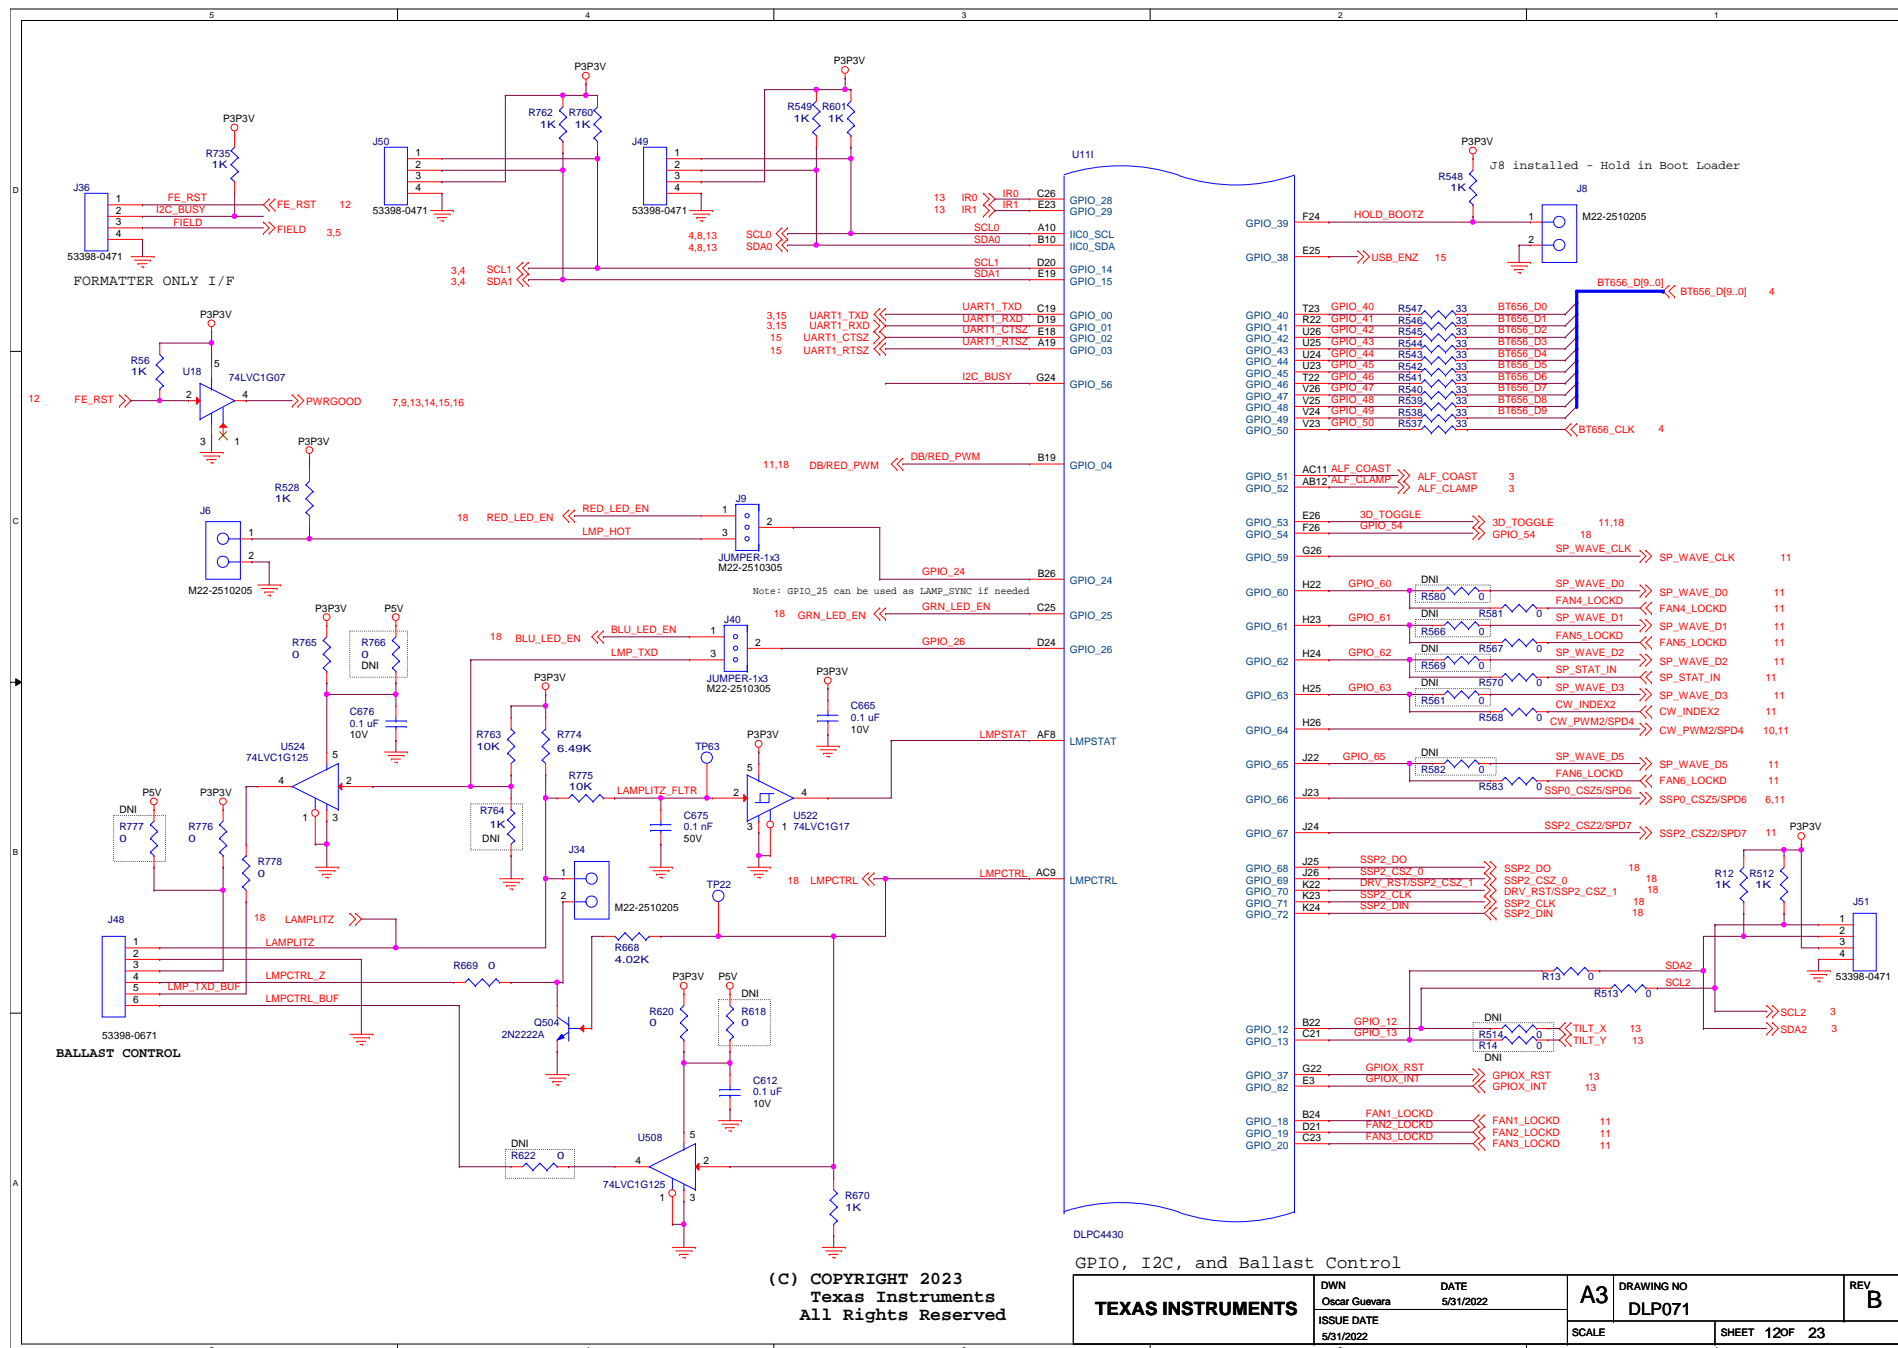 5 4 3 2 1
D
C
B
A
P3P3V
R735
1K
J36
1
2
3
4
FE_RST
I2C_BUSY
FIELD
FE_RST 12
FIELD 3,5
53398-0471
FORMATTER ONLY I/F
P3P3V
R762
1K
R760
1K
J50
1
2
3
4
53398-0471
P3P3V
R549
1K
R601
1K
J49
1
2
3
4
53398-0471
3,4 SCL1
3,4 SDA1
4,8,13 SCL0
4,8,13 SDA0
13 IR0 IR0 C26 GPIO_28
13 IR1 IR1 E23 GPIO_29
SCL0 A10 IIC0_SCL
SDA0 B10 IIC0_SDA
SCL1 D20 GPIO_14
SDA1 E19 GPIO_15
3,15 UART1_TXD UART1_TXD C19 GPIO_00
3,15 UART1_RXD UART1_RXD D19 GPIO_01
15 UART1_CTSZ UART1_CTSZ E18 GPIO_02
15 UART1_RTSZ UART1_RTSZ A19 GPIO_03
I2C_BUSY G24 GPIO_56
11,18 DB/RED_PWM DB/RED_PWM B19 GPIO_04
P3P3V
R56
1K
U18
74LVC1G07
5
2
4
3
1
12 FE_RST
PWRGOOD 7,9,13,14,15,16
P3P3V
R528
1K
J6
1
2
M22-2510205
18 RED_LED_EN RED_LED_EN
LMP_HOT
J9
1
2
3
JUMPER-1x3
M22-2510305
GPIO_24 B26 GPIO_24
Note: GPIO_25 can be used as LAMP_SYNC if needed
18 GRN_LED_EN GRN_LED_EN C25 GPIO_25
18 BLU_LED_EN BLU_LED_EN
LMP_TXD
J40
1
2
3
JUMPER-1x3
M22-2510305
GPIO_26 D24 GPIO_26
P3P3V
R765
0
P5V
R766
0
DNI
C676
0.1 uF
10V
U524
74LVC1G125
5
4
2
1
3
P3P3V
R763
10K
R774
6.49K
R764
1K
DNI
R775
10K
LAMPLITZ_FLTR
TP63
C675
0.1 nF
50V
P3P3V
5
2
4
3
1
U522
74LVC1G17
P3P3V
C665
0.1 uF
10V
LMPSTAT AF8 LMPSTAT
P5V
DNI
R777
0
P3P3V
R776
0
R778
0
J34
1
2
M22-2510205
TP22
18 LMPCTRL LMPCTRL AC9 LMPCTRL
18 LAMPLITZ
J48
1
2
3
4
5
6
LAMPLITZ
LMPCTRL_Z
LMP_TXD_BUF
LMPCTRL_BUF
53398-0671
BALLAST CONTROL
R669 0
R668
4.02K
Q504
2N2222A
P3P3V
R620
0
P5V
DNI
R618
0
C612
0.1 uF
10V
U508
74LVC1G125
5
4
2
1
3
DNI
R622 0
R670
1K
U11I
DLPC4430
P3P3V
R548
1K
J8 installed - Hold in Boot Loader
J8
1
2
M22-2510205
GPIO_39 F24 HOLD_BOOTZ
GPIO_38 E25 USB_ENZ 15
BT656_D[9..0]
BT656_D[9..0] 4
GPIO_40 T23 GPIO_40 R547 33 BT656_D0
GPIO_41 R22 GPIO_41 R546 33 BT656_D1
GPIO_42 U26 GPIO_42 R545 33 BT656_D2
GPIO_43 U25 GPIO_43 R544 33 BT656_D3
GPIO_44 U24 GPIO_44 R543 33 BT656_D4
GPIO_45 U23 GPIO_45 R542 33 BT656_D5
GPIO_46 T22 GPIO_46 R541 33 BT656_D6
GPIO_47 V26 GPIO_47 R540 33 BT656_D7
GPIO_48 V25 GPIO_48 R539 33 BT656_D8
GPIO_49 V24 GPIO_49 R538 33 BT656_D9
GPIO_50 V23 GPIO_50 R537 33 BT656_CLK 4
GPIO_51 AC11 ALF_COAST ALF_COAST 3
GPIO_52 AB12 ALF_CLAMP ALF_CLAMP 3
GPIO_53 E26 3D_TOGGLE 3D_TOGGLE 11,18
GPIO_54 F26 GPIO_54 GPIO_54 18
GPIO_59 G26 SP_WAVE_CLK SP_WAVE_CLK 11
GPIO_60 H22 GPIO_60 DNI R580 0 SP_WAVE_D0 SP_WAVE_D0 11
R581 0 FAN4_LOCKD FAN4_LOCKD 11
GPIO_61 H23 GPIO_61 DNI R566 0 SP_WAVE_D1 SP_WAVE_D1 11
R567 0 FAN5_LOCKD FAN5_LOCKD 11
GPIO_62 H24 GPIO_62 DNI R569 0 SP_WAVE_D2 SP_WAVE_D2 11
R570 0 SP_STAT_IN SP_STAT_IN 11
GPIO_63 H25 GPIO_63 DNI R561 0 SP_WAVE_D3 SP_WAVE_D3 11
R568 0 CW_INDEX2 CW_INDEX2 11
GPIO_64 H26 CW_PWM2/SPD4 CW_PWM2/SPD4 10,11
GPIO_65 J22 GPIO_65 DNI R582 0 SP_WAVE_D5 SP_WAVE_D5 11
R583 0 FAN6_LOCKD FAN6_LOCKD 11
GPIO_66 J23 SSP0_CSZ5/SPD6 SSP0_CSZ5/SPD6 6,11
GPIO_67 J24 SSP2_CSZ2/SPD7 SSP2_CSZ2/SPD7 11
GPIO_68 J25 SSP2_DO SSP2_DO 18
GPIO_69 J26 SSP2_CSZ_0 SSP2_CSZ_0 18
GPIO_70 K22 DRV_RST/SSP2_CSZ_1 DRV_RST/SSP2_CSZ_1 18
GPIO_71 K23 SSP2_CLK SSP2_CLK 18
GPIO_72 K24 SSP2_DIN SSP2_DIN 18
P3P3V
R12
1K
R512
1K
J51
1
2
3
4
53398-0471
R13 0 SDA2
R513 0 SCL2
SCL2 3
SDA2 3
GPIO_12 B22 GPIO_12 DNI R514 0 TILT_X 13
GPIO_13 C21 GPIO_13 R14 0 TILT_Y 13
DNI
GPIO_37 G22 GPIOX_RST GPIOX_RST 13
GPIO_82 E3 GPIOX_INT GPIOX_INT 13
GPIO_18 B24 FAN1_LOCKD FAN1_LOCKD 11
GPIO_19 D21 FAN2_LOCKD FAN2_LOCKD 11
GPIO_20 C23 FAN3_LOCKD FAN3_LOCKD 11
GPIO, I2C, and Ballast Control
(C) COPYRIGHT 2023
Texas Instruments
All Rights Reserved
TEXAS INSTRUMENTS
DWN DATE
Oscar Guevara 5/31/2022
ISSUE DATE
5/31/2022
A3 DRAWING NO
DLP071
REV
B
SCALE
SHEET 12OF 23